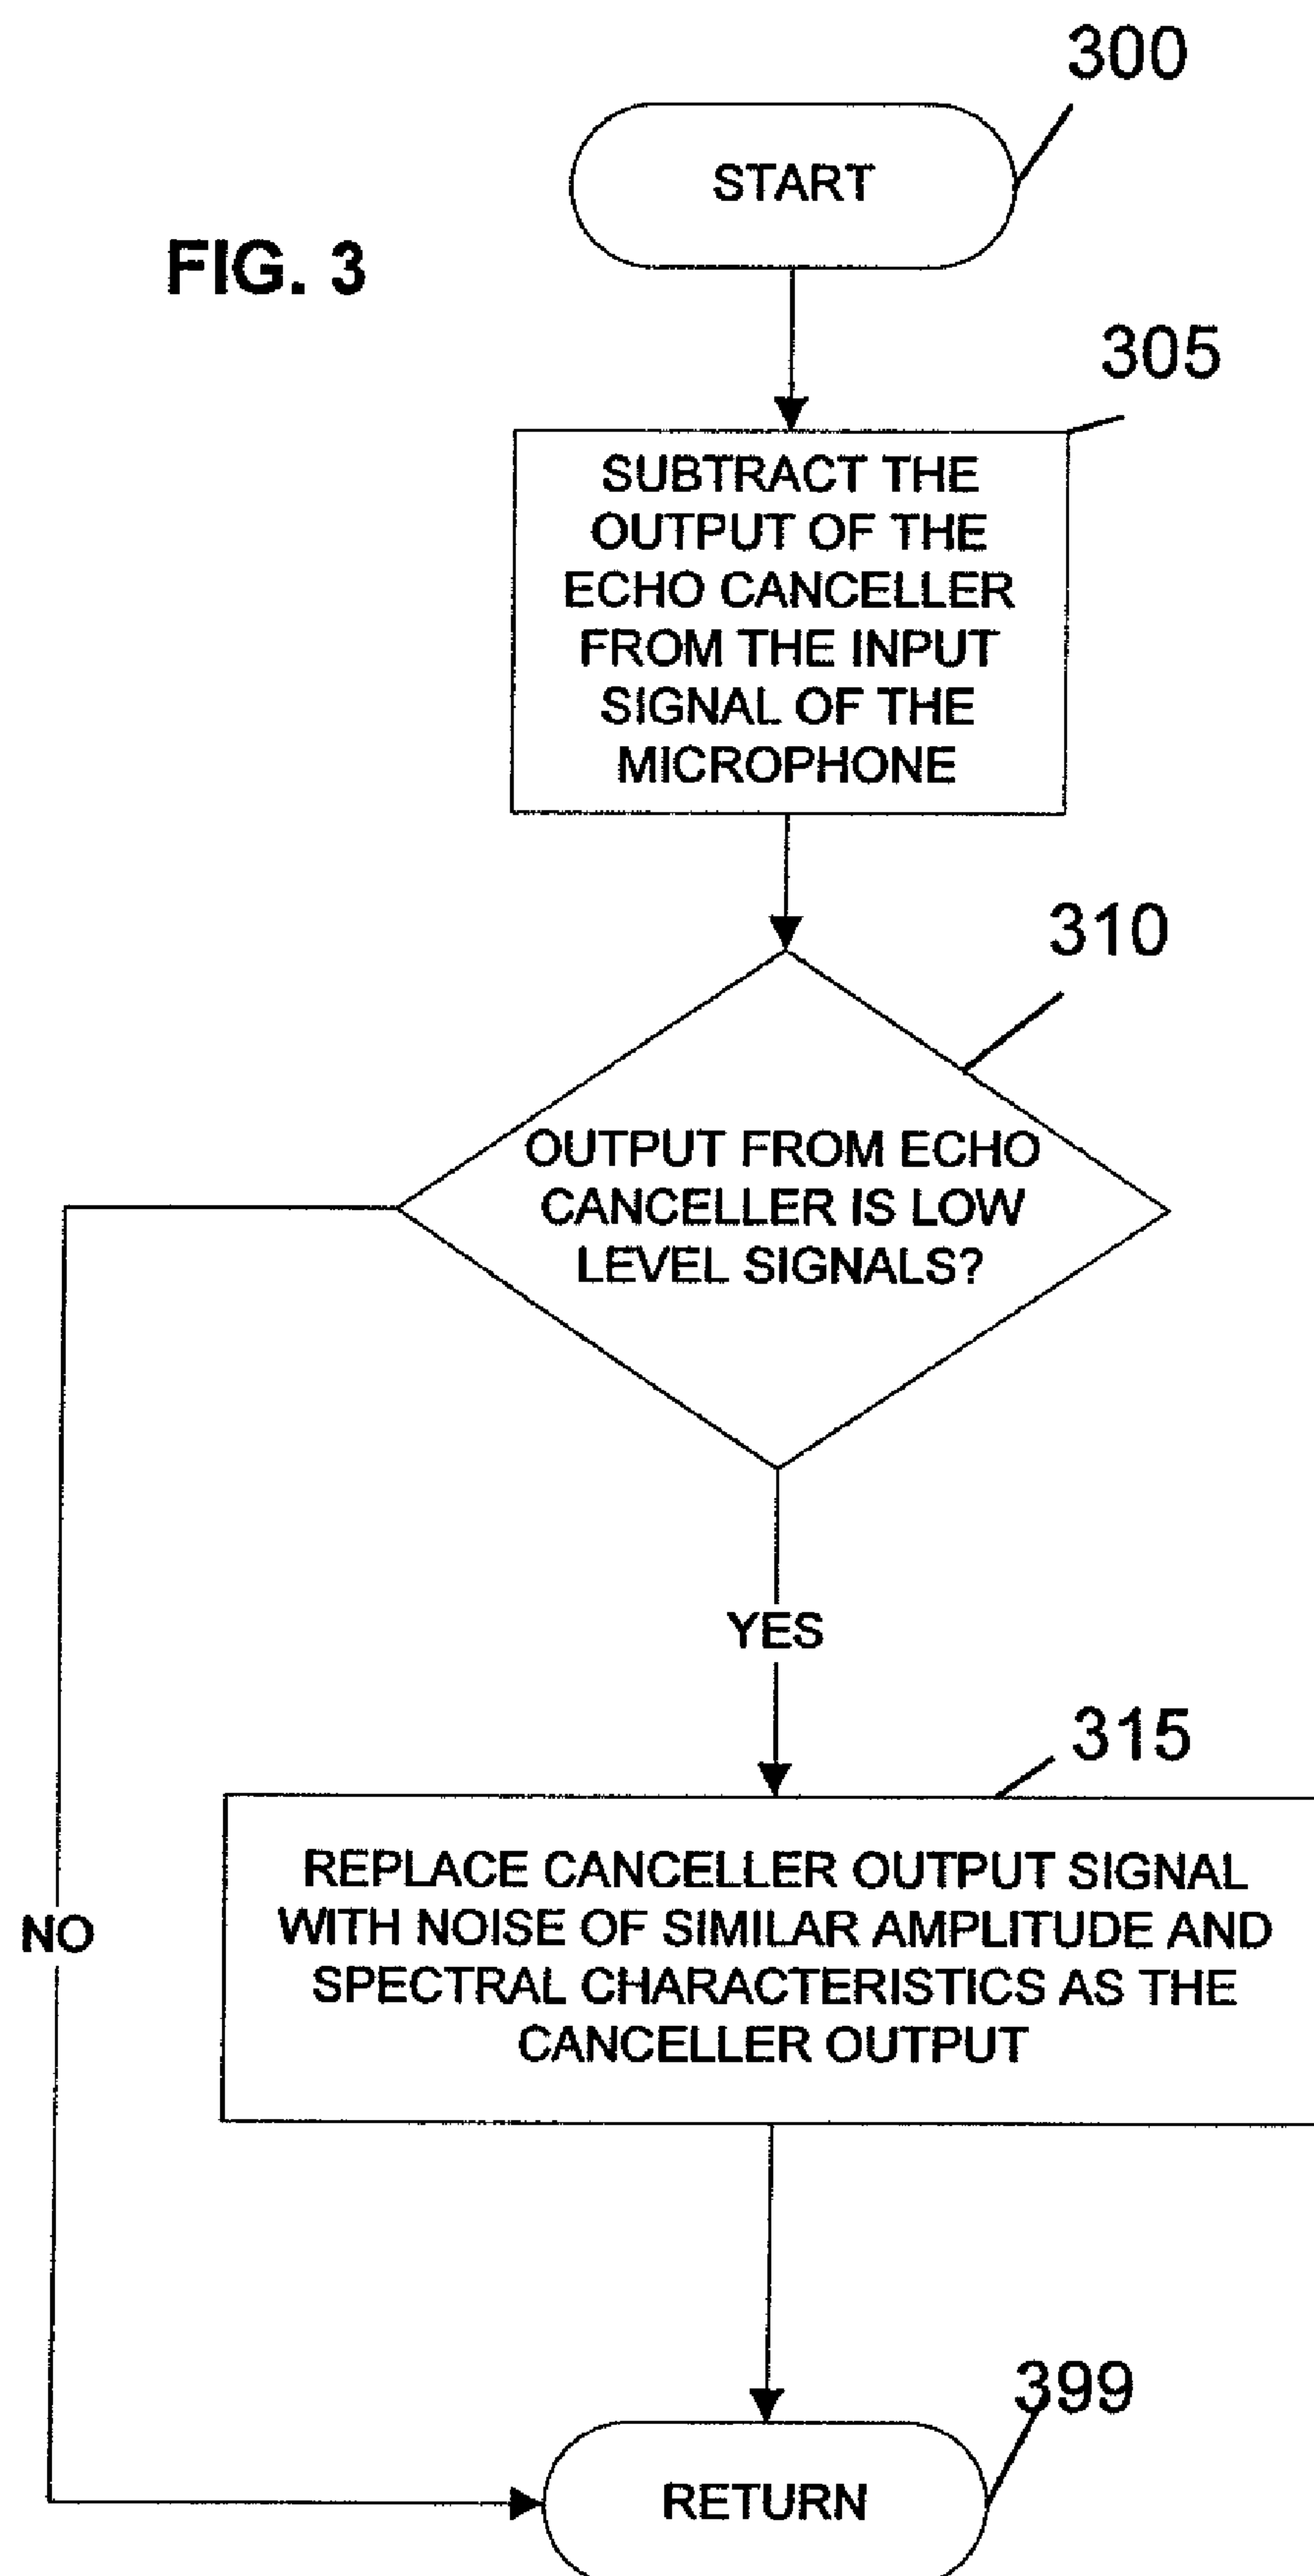 300
START
FIG. 3
305
SUBTRACT THE
OUTPUT OF THE
ECHO CANCELLER
FROM THE INPUT
SIGNAL OF THE
MICROPHONE
310
OUTPUT FROM ECHO
CANCELLER IS LOW
LEVEL SIGNALS?
YES
315
REPLACE CANCELLER OUTPUT SIGNAL
WITH NOISE OF SIMILAR AMPLITUDE AND
SPECTRAL CHARACTERISTICS AS THE
CANCELLER OUTPUT
NO
399
RETURN